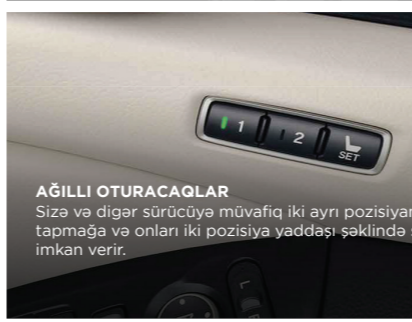 1
2
SET
AĞILLI OTURACAQLAR
Sizə və digər sürücüyə müvafiq iki ayrı
tapmağa və onları iki pozisiya yaddaşı şəklində
imkan verir.
L